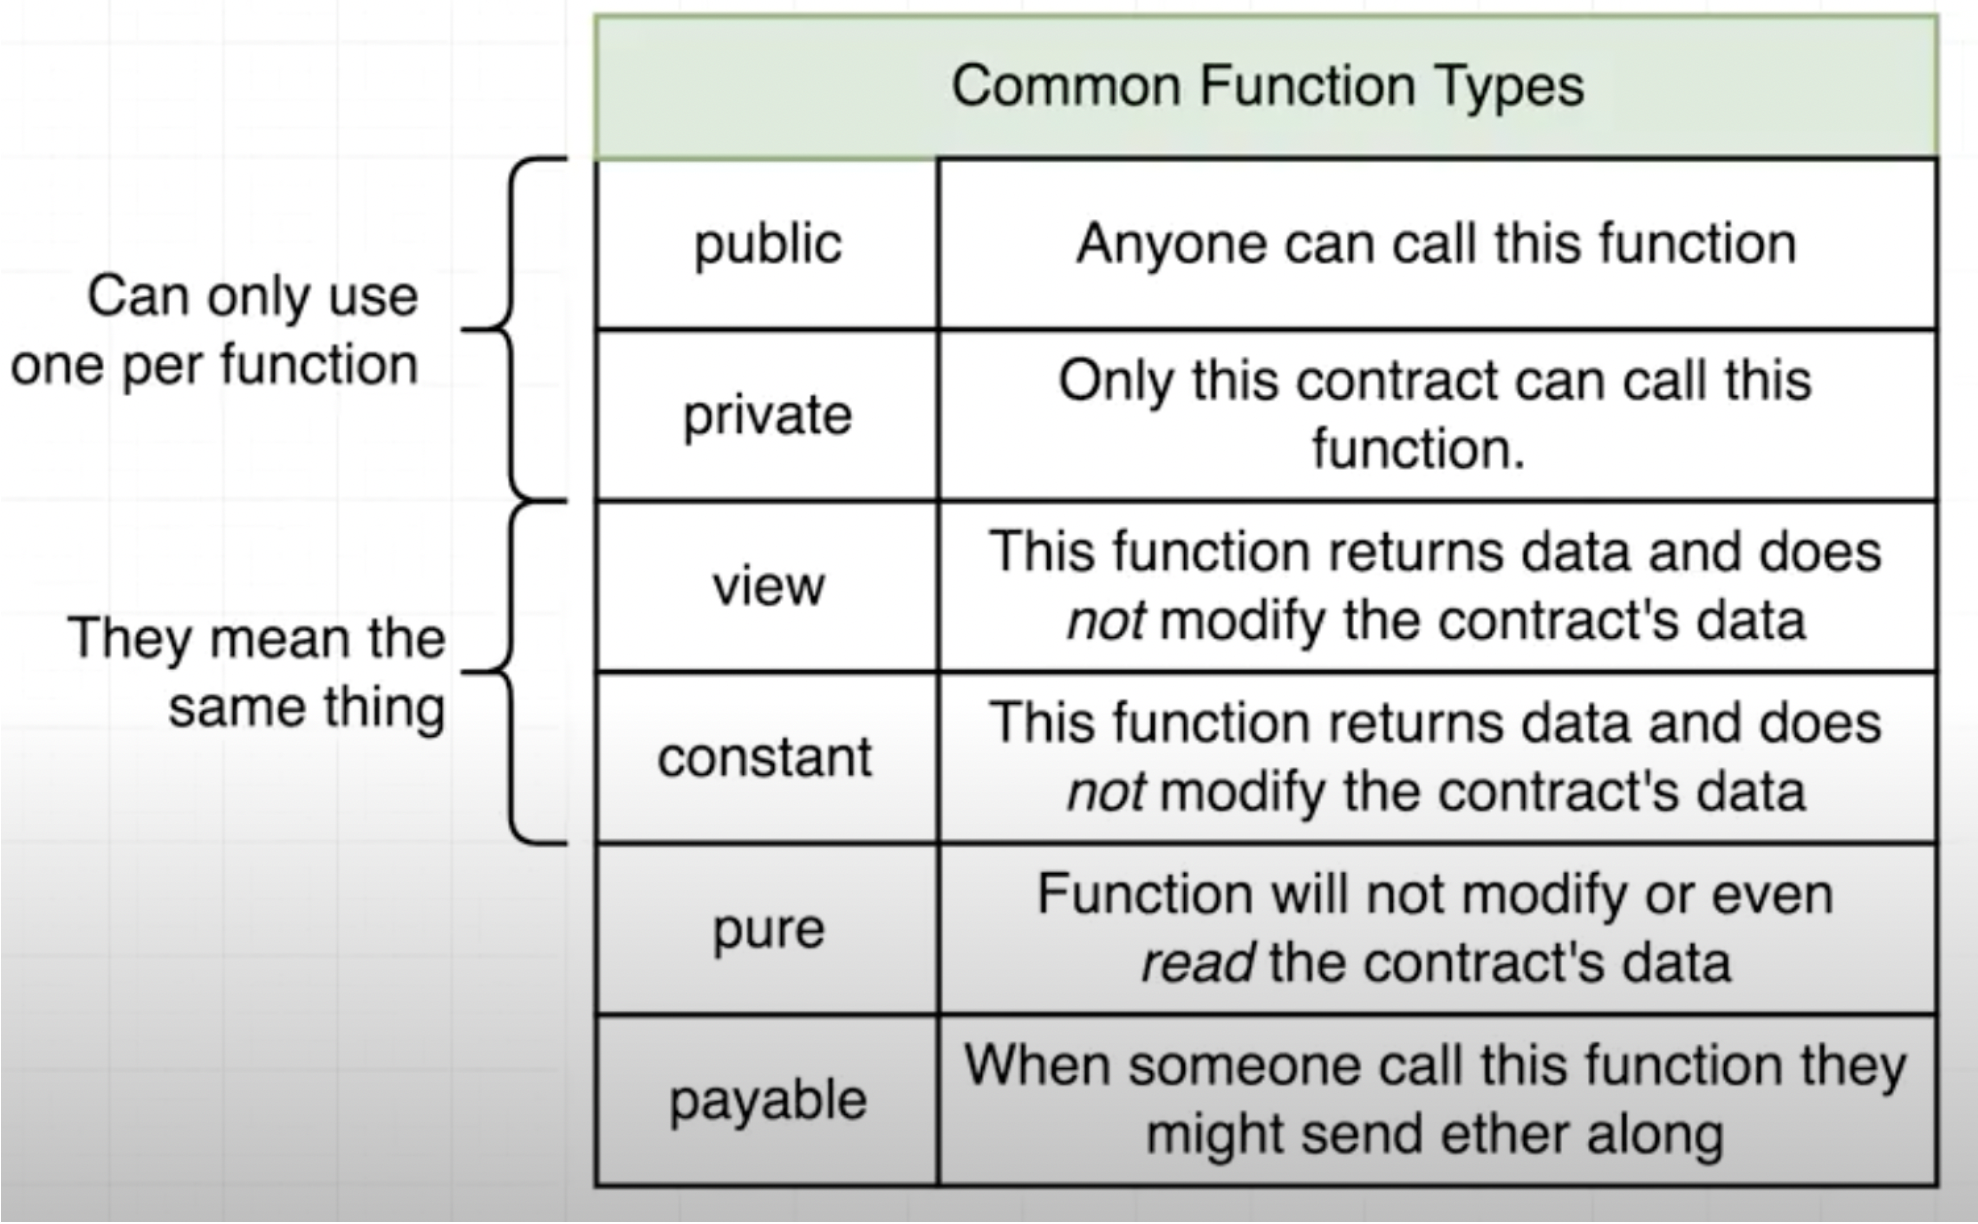 Common Function Types
Can only use
one per function
public
Anyone can call this function
private
Only this contract can call this
function.
They mean the
same thing
view
This function returns data and does
not modify the contract's data
constant
This function returns data and does
not modify the contract's data
pure
Function will not modify or even
read the contract's data
payable
When someone call this function they
might send ether along